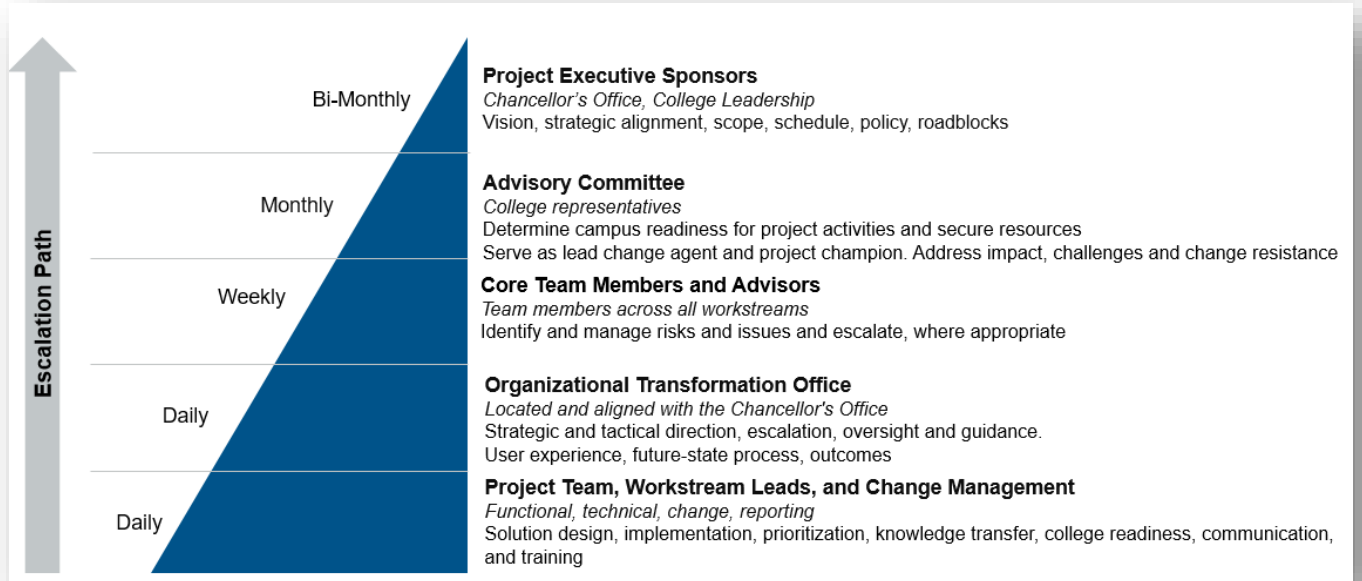 Escalation Path
Bi-Monthly
Project Executive Sponsors
Chancellor's Office, College Leadership
Vision, strategic alignment, scope, schedule, policy, roadblocks
Monthly
Advisory Committee
College representatives
Determine campus readiness for project activities and secure resources
Serve as lead change agent and project champion. Address impact, challenges and change resistance
Weekly
Core Team Members and Advisors
Team members across all workstreams
Identify and manage risks and issues and escalate, where appropriate
Daily
Organizational Transformation Office
Located and aligned with the Chancellor's Office
Strategic and tactical direction, escalation, oversight and guidance.
User experience, future-state process, outcomes
Daily
Project Team, Workstream Leads, and Change Management
Functional, technical, change, reporting
Solution design, implementation, prioritization, knowledge transfer, college readiness, communication,
and training